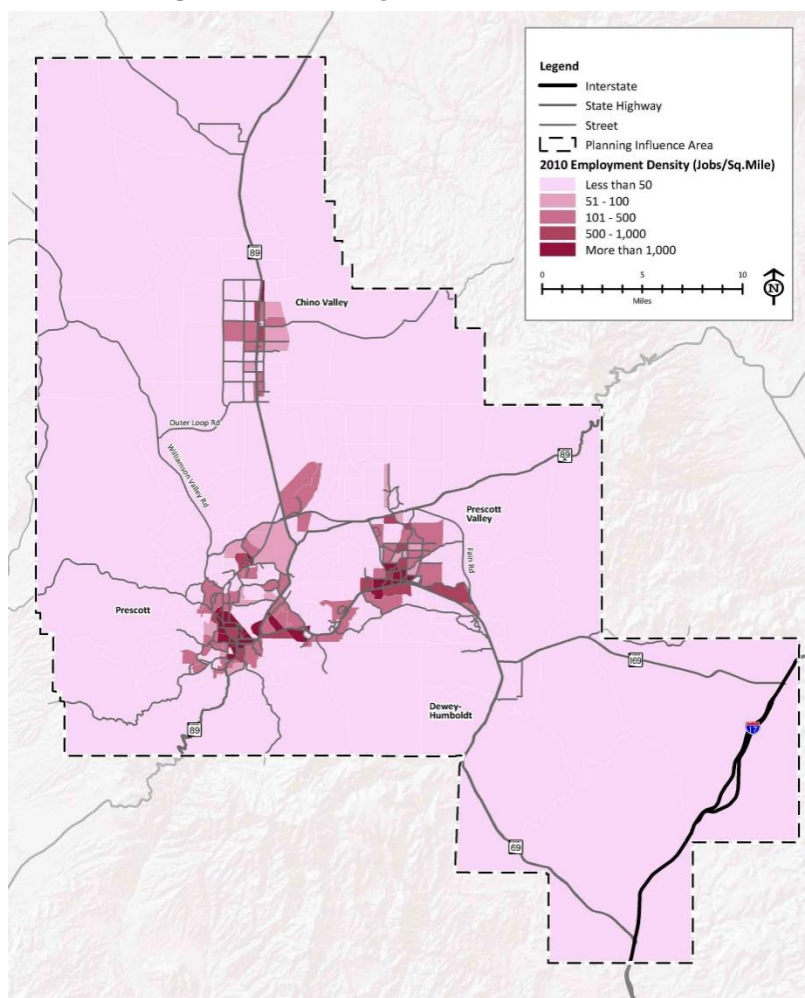 Legend
Interstate
State Highway
Street
Planning Influence Area
2010 Employment Density (Jobs/Sq.Mile)
Less than 50
51 - 100
101 - 500
500 - 1,000
More than 1,000
0 5 10
Miles
N
89
Chino Valley
Outer Loop Rd
Williamson Valley Rd
89
Prescott
Valley
Fain Rd
Prescott
169
Dewey-
Humboldt
89
17
69